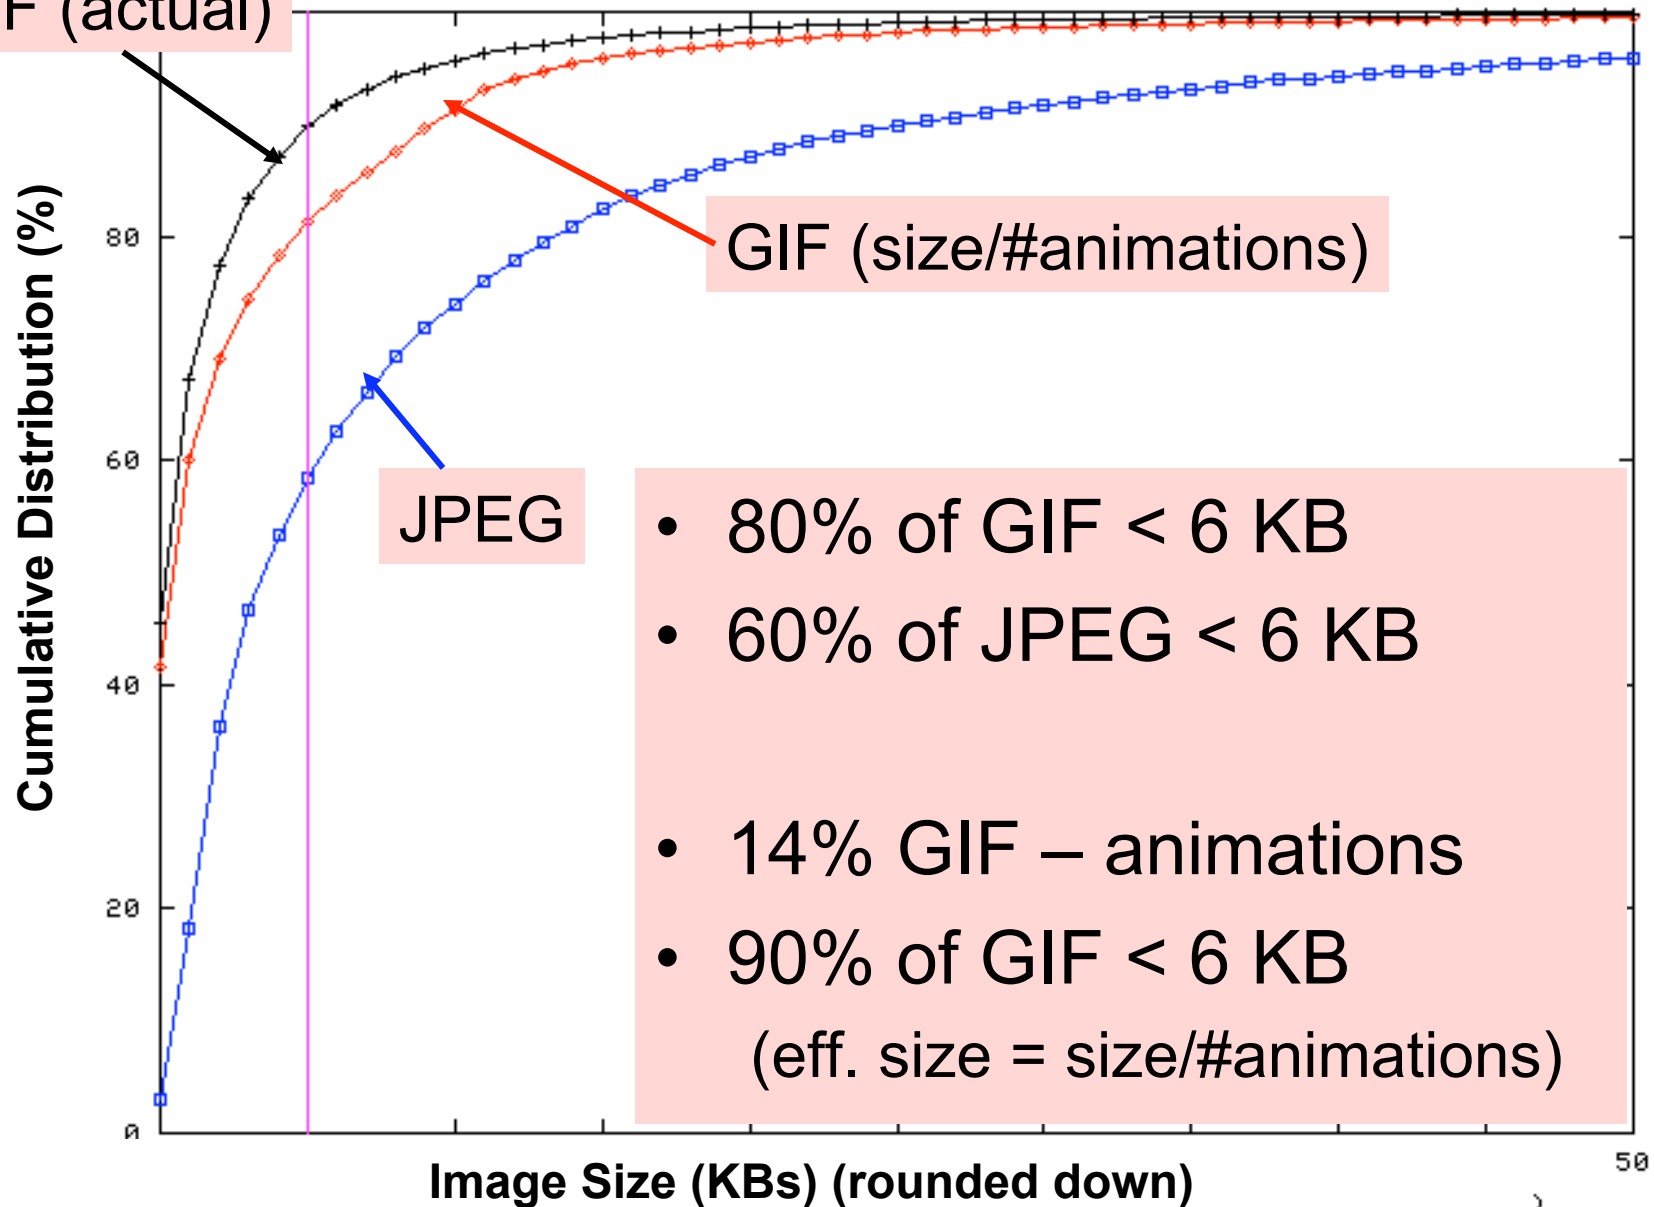 F (actual)
GIF (size/#animations)
JPEG
• 80% of GIF < 6 KB
• 60% of JPEG < 6 KB
• 14% GIF – animations
• 90% of GIF < 6 KB
(eff. size = size/#animations)
Cumulative Distribution (%)
80
60
40
20
0
50
Image Size (KBs) (rounded down)